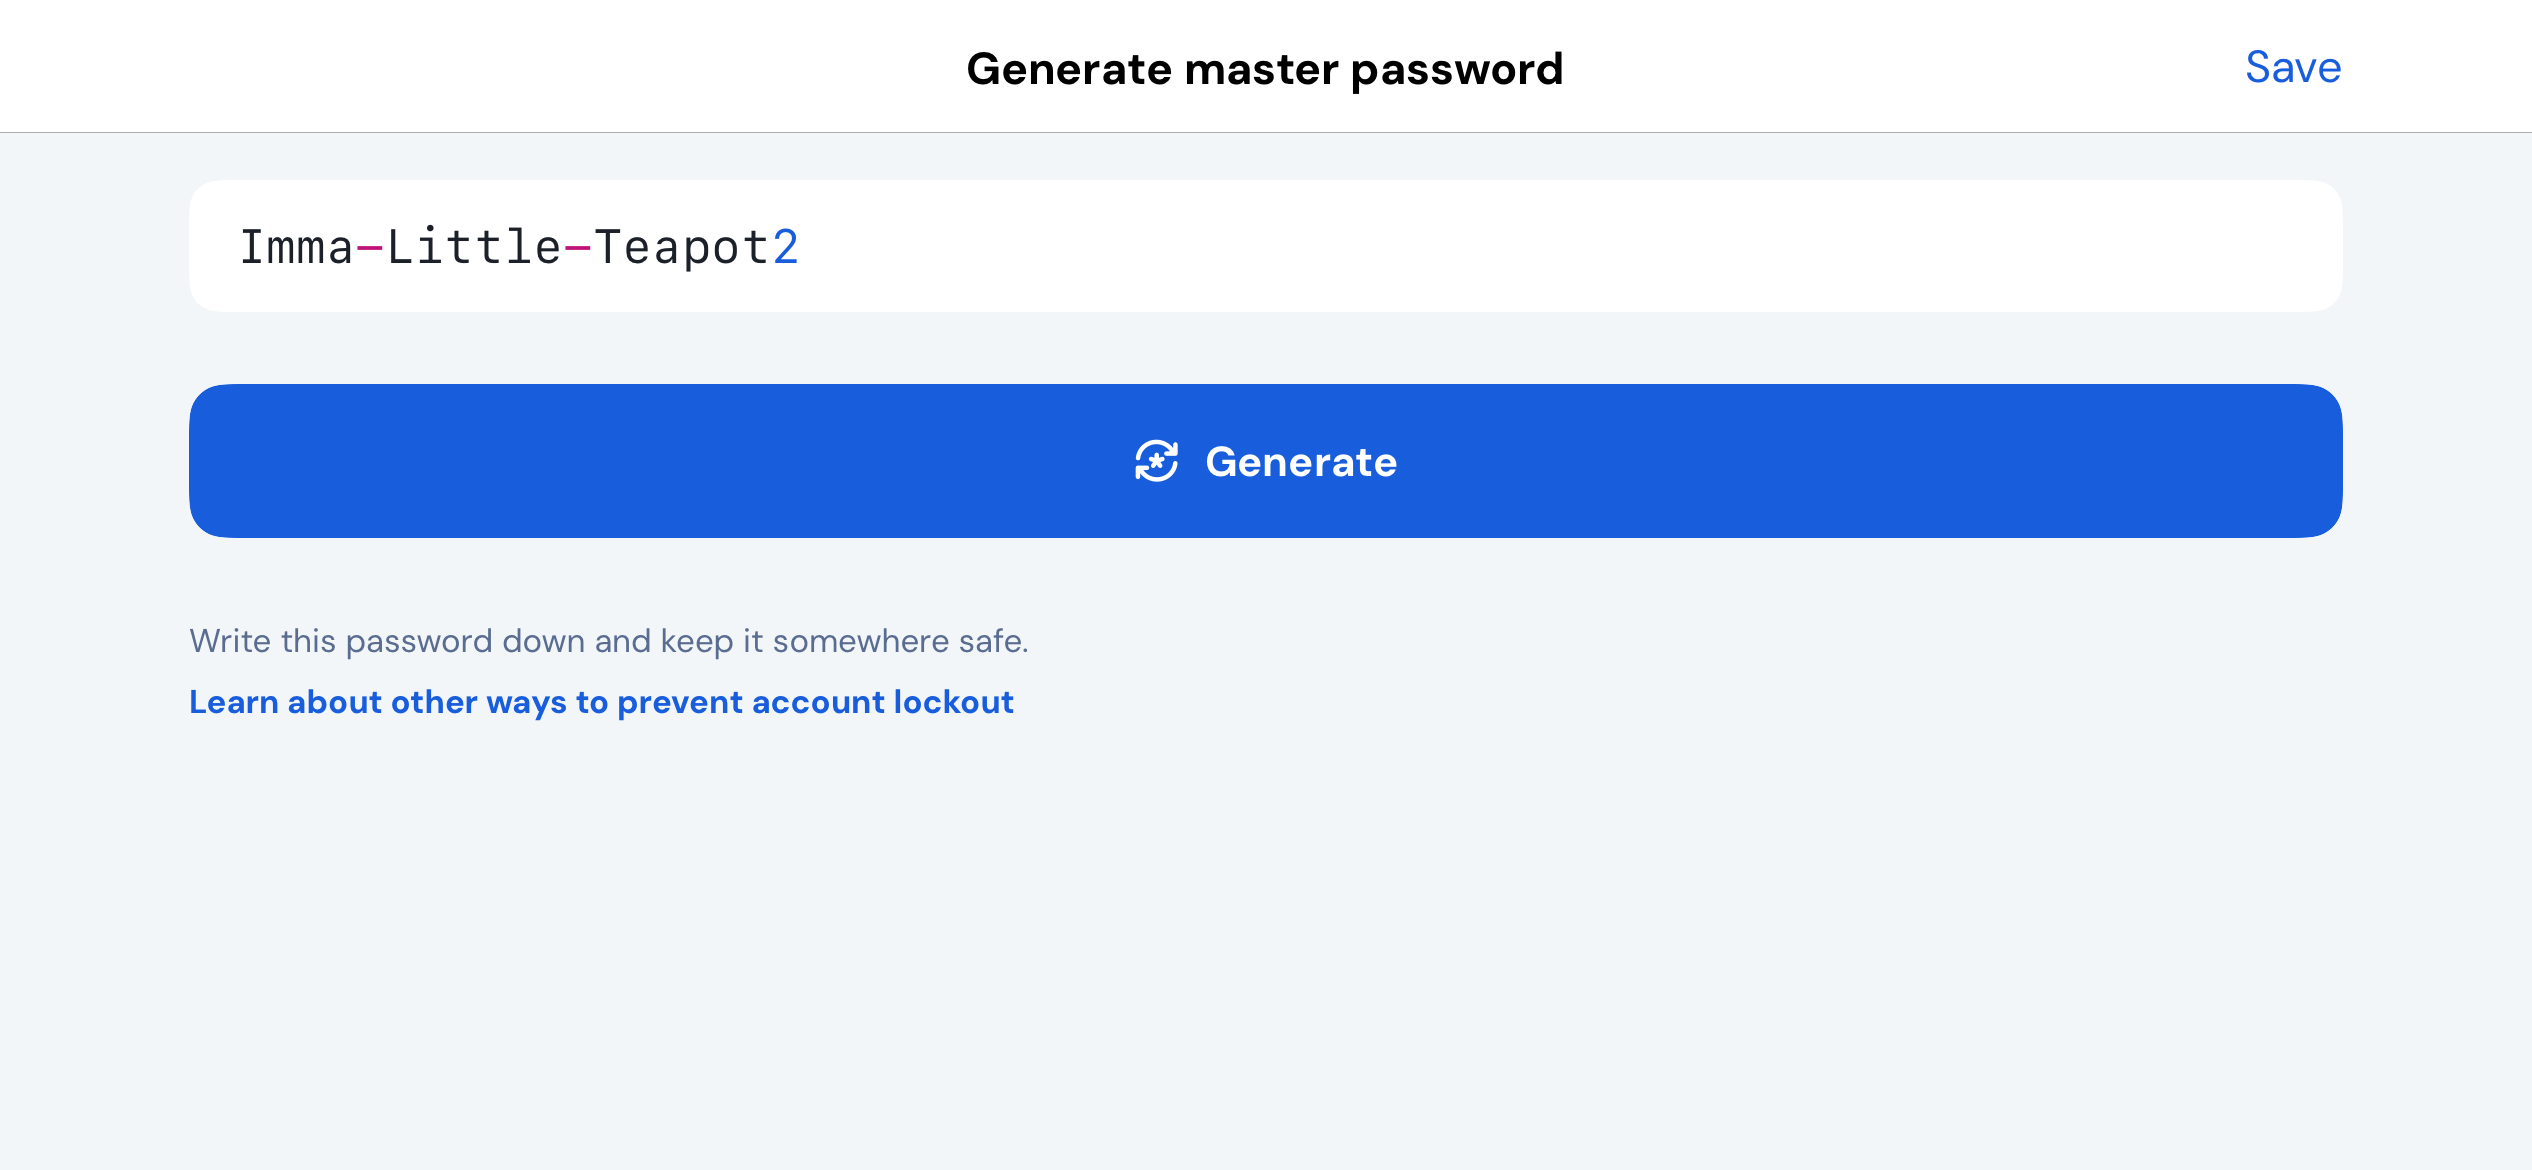 Generate master password
Save
Imma-Little-Teapot2
Generate
Write this password down and keep it somewhere safe.
Learn about other ways to prevent account lockout